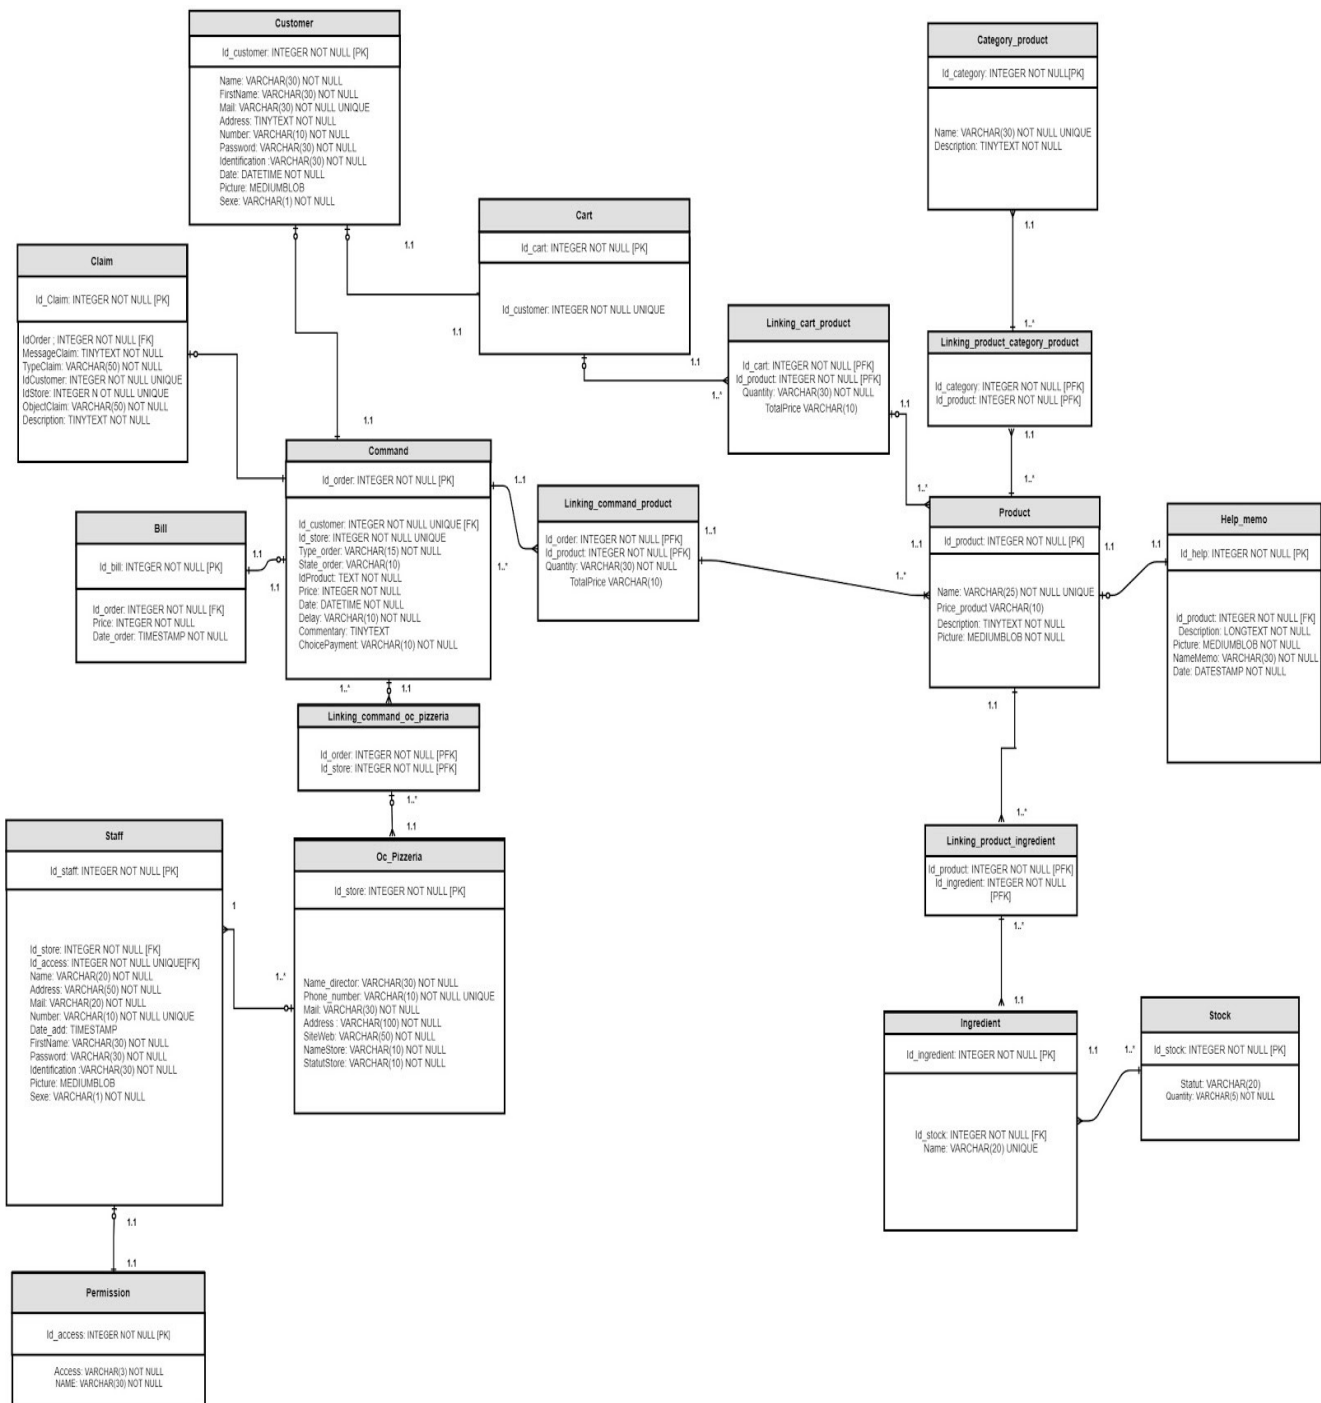 Customer
Id_customer: INTEGER NOT NULL [PK]
Name: VARCHAR(30) NOT NULL
FirstName: VARCHAR(30) NOT NULL
Mail: VARCHAR(30) NOT NULL UNIQUE
Address: TINYTEXT NOT NULL
Number: VARCHAR(10) NOT NULL
Password: VARCHAR(30) NOT NULL
Identification :VARCHAR(30) NOT NULL
Date: DATETIME NOT NULL
Picture: MEDIUMBLOB
Sexe: VARCHAR(1) NOT NULL
1.1
1.1
Category_product
Id_category: INTEGER NOT NULL[PK]
Name: VARCHAR(30) NOT NULL UNIQUE
Description: TINYTEXT NOT NULL
1.1
1..*
Cart
Id_cart: INTEGER NOT NULL [PK]
Id_customer: INTEGER NOT NULL UNIQUE
1.1
1..*
Claim
Id_Claim: INTEGER NOT NULL [PK]
IdOrder ; INTEGER NOT NULL [FK]
MessageClaim: TINYTEXT NOT NULL
TypeClaim: VARCHAR(50) NOT NULL
IdCustomer: INTEGER NOT NULL UNIQUE
IdStore: INTEGER N OT NULL UNIQUE
ObjectClaim: VARCHAR(50) NOT NULL
Description: TINYTEXT NOT NULL
1.1
Linking_cart_product
Id_cart: INTEGER NOT NULL [PFK]
Id_product: INTEGER NOT NULL [PFK]
Quantity: VARCHAR(30) NOT NULL
TotalPrice VARCHAR(10)
1.1
1..*
Linking_product_category_product
Id_category: INTEGER NOT NULL [PFK]
Id_product: INTEGER NOT NULL [PFK]
1.1
1..*
Command
Id_order: INTEGER NOT NULL [PK]
Id_customer: INTEGER NOT NULL UNIQUE [FK]
Id_store: INTEGER NOT NULL UNIQUE
Type_order: VARCHAR(15) NOT NULL
State_order: VARCHAR(10)
IdProduct: TEXT NOT NULL
Price: INTEGER NOT NULL
Date: DATETIME NOT NULL
Delay: VARCHAR(10) NOT NULL
Commentary: TINYTEXT
ChoicePayment: VARCHAR(10) NOT NULL
1..1
1..*
1..*
1.1
Bill
Id_bill: INTEGER NOT NULL [PK]
Id_order: INTEGER NOT NULL [FK]
Price: INTEGER NOT NULL
Date_order: TIMESTAMP NOT NULL
1.1
1.1
Linking_command_product
Id_order: INTEGER NOT NULL [PFK]
Id_product: INTEGER NOT NULL [PFK]
Quantity: VARCHAR(30) NOT NULL
TotalPrice VARCHAR(10)
1..1
1..*
Product
Id_product: INTEGER NOT NULL [PK]
Name: VARCHAR(25) NOT NULL UNIQUE
Price_product VARCHAR(10)
Description: TINYTEXT NOT NULL
Picture: MEDIUMBLOB NOT NULL
1.1
1.1
1.1
1.1
Help_memo
Id_help: INTEGER NOT NULL [PK]
Id_product: INTEGER NOT NULL [FK]
Description: LONGTEXT NOT NULL
Picture: MEDIUMBLOB NOT NULL
NameMemo: VARCHAR(30) NOT NULL
Date: DATESTAMP NOT NULL
Linking_command_oc_pizzeria
Id_order: INTEGER NOT NULL [PFK]
Id_store: INTEGER NOT NULL [PFK]
1..*
1.1
Staff
Id_staff: INTEGER NOT NULL [PK]
Id_store: INTEGER NOT NULL [FK]
Id_access: INTEGER NOT NULL UNIQUE[FK]
Name: VARCHAR(20) NOT NULL
Address: VARCHAR(50) NOT NULL
Mail: VARCHAR(20) NOT NULL
Number: VARCHAR(10) NOT NULL UNIQUE
Date_add: TIMESTAMP
FirstName: VARCHAR(30) NOT NULL
Password: VARCHAR(30) NOT NULL
Identification :VARCHAR(30) NOT NULL
Picture: MEDIUMBLOB
Sexe: VARCHAR(1) NOT NULL
1
1..*
Oc_Pizzeria
Id_store: INTEGER NOT NULL [PK]
Name_director: VARCHAR(30) NOT NULL
Phone_number: VARCHAR(10) NOT NULL UNIQUE
Mail: VARCHAR(30) NOT NULL
Address : VARCHAR(100) NOT NULL
SiteWeb: VARCHAR(50) NOT NULL
NameStore: VARCHAR(10) NOT NULL
StatutStore: VARCHAR(10) NOT NULL
1..*
Linking_product_ingredient
Id_product: INTEGER NOT NULL [PFK]
Id_ingredient: INTEGER NOT NULL
[PFK]
1..*
1.1
Ingredient
Id_ingredient: INTEGER NOT NULL [PK]
Id_stock: INTEGER NOT NULL [FK]
Name: VARCHAR(20) UNIQUE
1.1
1..*
Stock
Id_stock: INTEGER NOT NULL [PK]
Statut: VARCHAR(20)
Quantity: VARCHAR(5) NOT NULL
1.1
1.1
Permission
Id_access: INTEGER NOT NULL [PK]
Access: VARCHAR(3) NOT NULL
NAME: VARCHAR(30) NOT NULL